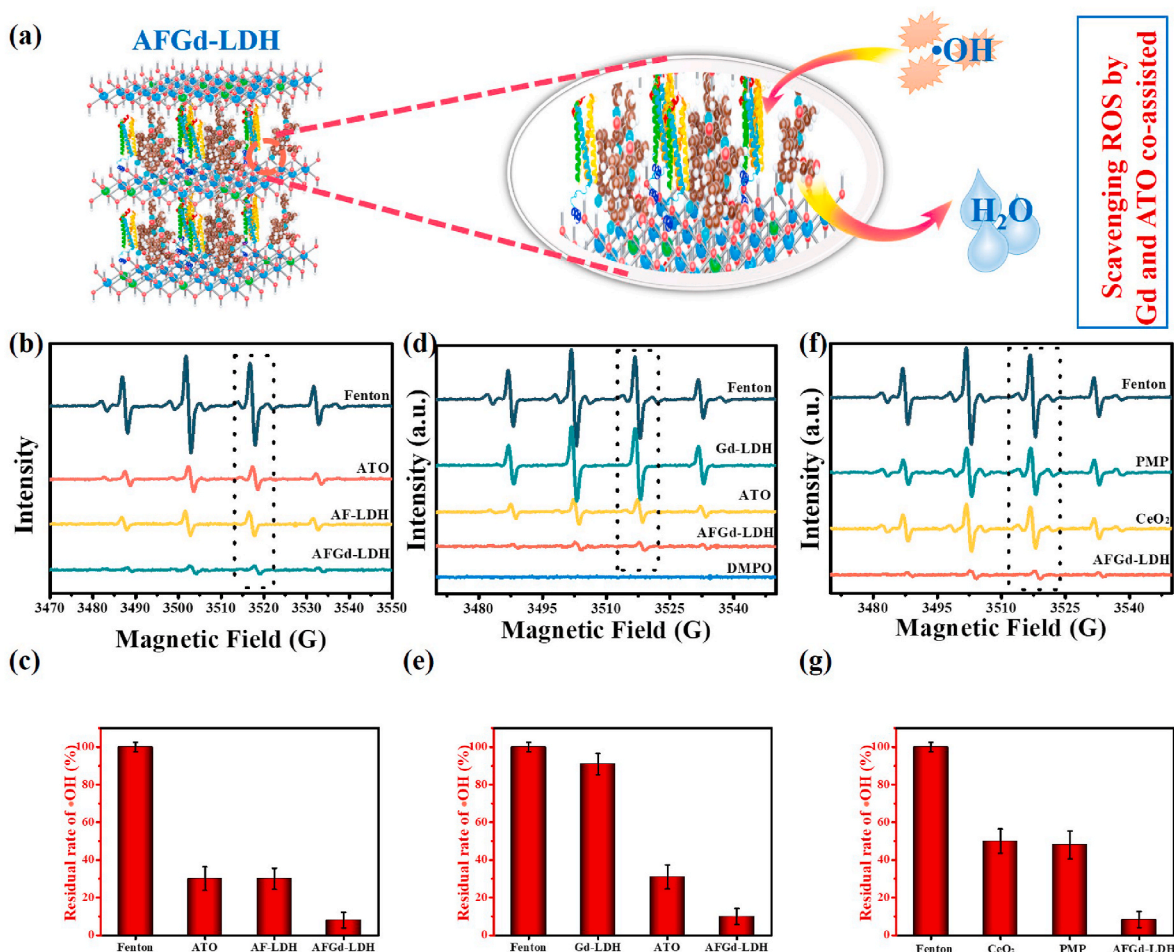 (a)
AFGd-LDH
•OH
H₂O
Scavenging ROS by
Gd and ATO co-assisted
(b)
Intensity
Fenton
ATO
AF-LDH
AFGd-LDH
3470 3480 3490 3500 3510 3520 3530 3540 3550
Magnetic Field (G)
(d)
Intensity (a.u.)
Fenton
Gd-LDH
ATO
AFGd-LDH
DMPO
3480 3495 3510 3525 3540
Magnetic Field (G)
(f)
Intensity (a.u.)
Fenton
PMP
CeO₂
AFGd-LDH
3480 3495 3510 3525 3540
Magnetic Field (G)
(c)
Residual rate of •OH (%)
100
80
60
40
20
0
Fenton ATO AF-LDH AFGd-LDH
(e)
Residual rate of •OH (%)
100
80
60
40
20
0
Fenton Gd-LDH ATO AFGd-LDH
(g)
Residual rate of •OH (%)
100
80
60
40
20
0
Fenton CeO₂ PMP AFGd-LDH